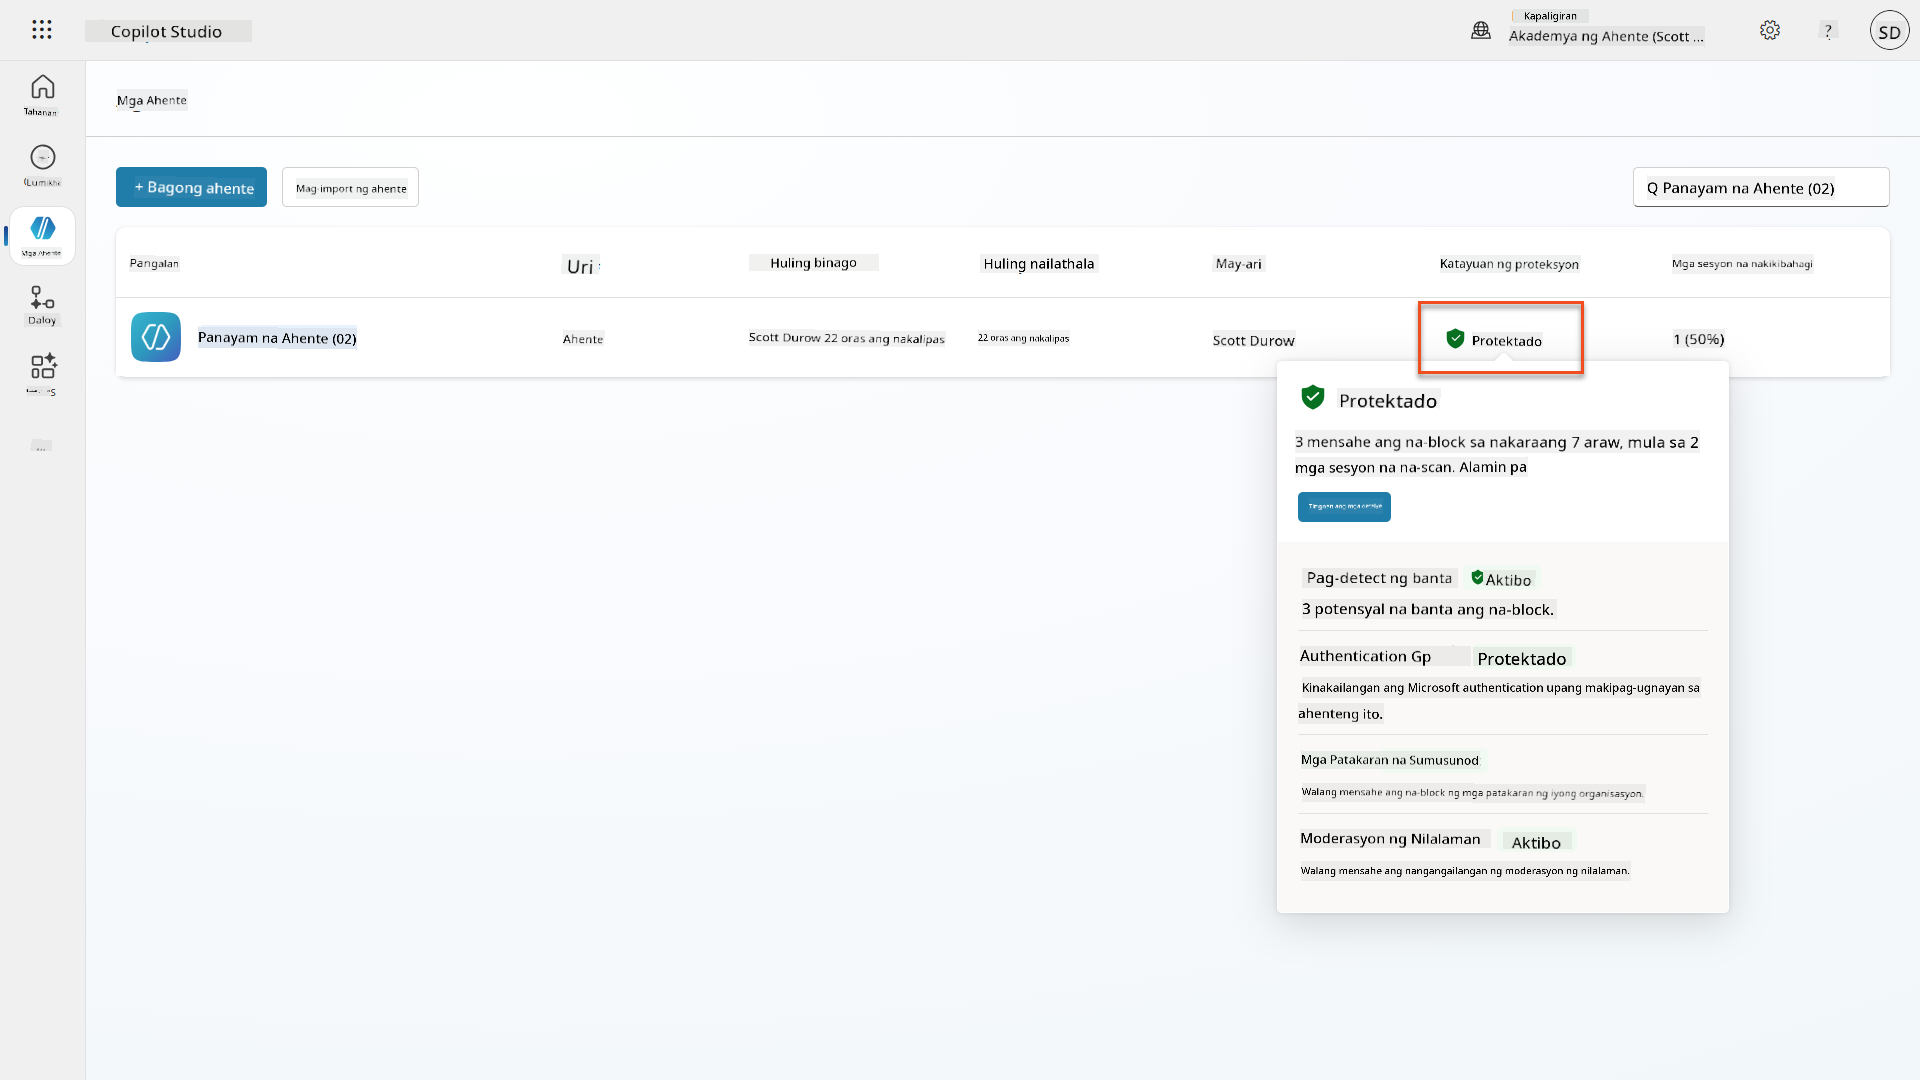 Copilot Studio
Kapaligiran
Akademya ng Ahente (Scott ...
?
SD
Tahanan
(Lumikha
Mga Ahente
Daloy
...
Mga Ahente
+ Bagong ahente
Mag-import ng ahente
Q Panayam na Ahente (02)
Pangalan
Uri
Huling binago
Huling nailathala
May-ari
Katayuan ng proteksyon
Mga sesyon na nakikibahagi
Panayam na Ahente (02)
Ahente
Scott Durow 22 oras ang nakalipas
22 oras ang nakalipas
Scott Durow
Protektado
1 (50%)
Protektado
3 mensahe ang na-block sa nakaraang 7 araw, mula sa 2
mga sesyon na na-scan. Alamin pa
Tingnan ang mga detalye
Pag-detect ng banta
Aktibo
3 potensyal na banta ang na-block.
Authentication Gp
Protektado
Kinakailangan ang Microsoft authentication upang makipag-ugnayan sa
ahenteng ito.
Mga Patakaran na Sumusunod
Walang mensahe ang na-block ng mga patakaran ng iyong organisasyon.
Moderasyon ng Nilalaman
Aktibo
Walang mensahe ang nangangailangan ng moderasyon ng nilalaman.